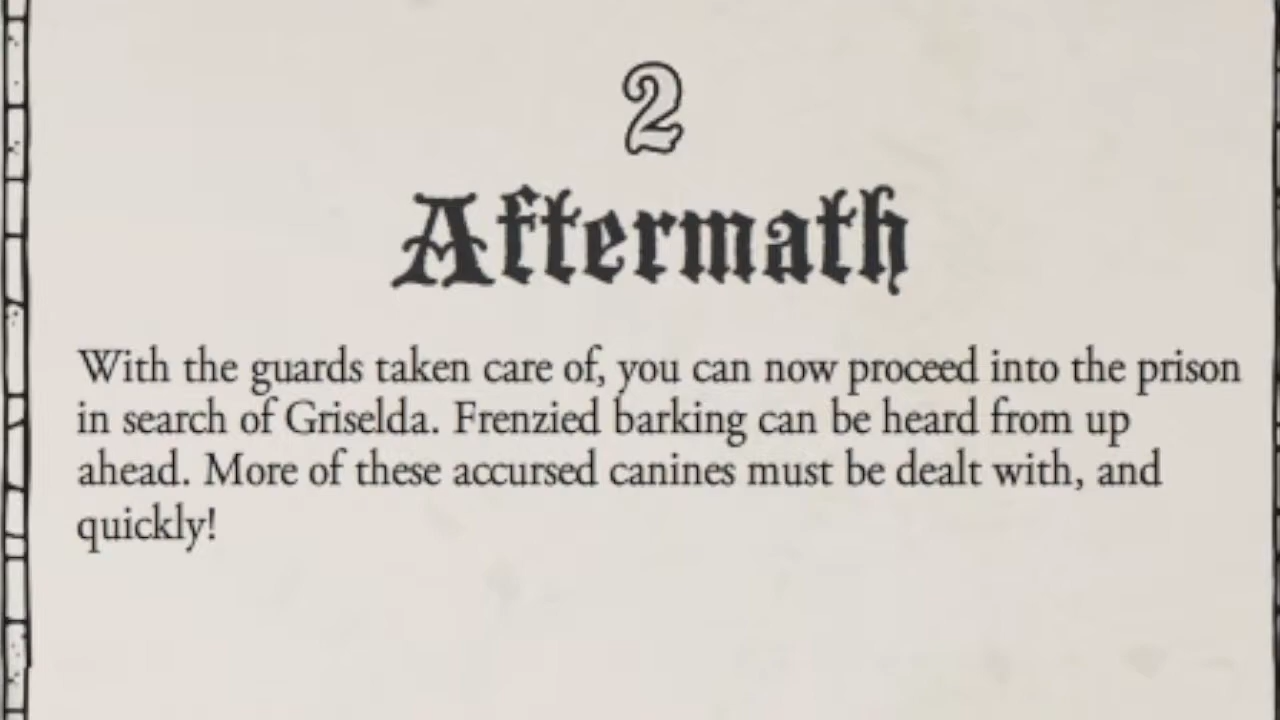 2
Aftermath
With the guards taken care of, you can now proceed into the prison
in search of Griselda. Frenzied barking can be heard from up
ahead. More of these accursed canines must be dealt with, and
quickly!